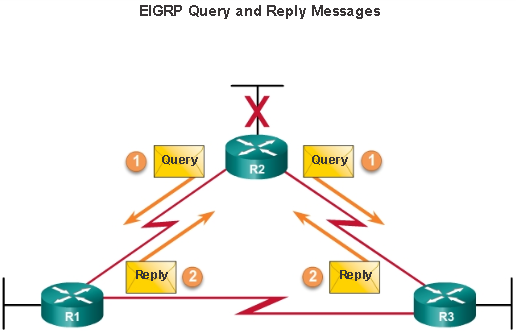 EIGRP Query and Reply Messages
X
1 Query Query 1
R2
Reply 2 2 Reply
R1 R3